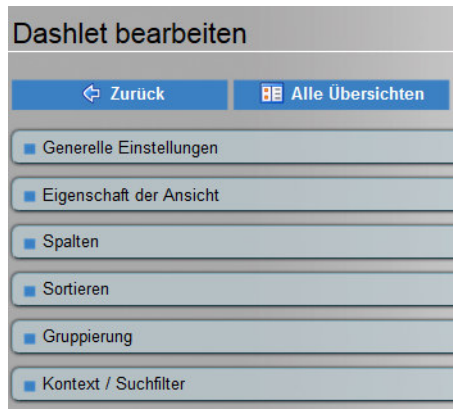 Dashlet bearbeiten
Zurück
Alle Übersichten
Generelle Einstellungen
Eigenschaft der Ansicht
Spalten
Sortieren
Gruppierung
Kontext / Suchfilter